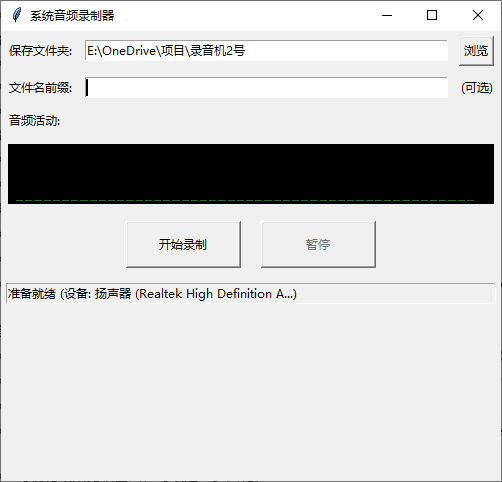 系统音频录制器
保存文件夹: E:\OneDrive\项目\录音机2号 浏览
文件名前缀: (可选)
音频活动:
开始录制 暂停
准备就绪 (设备: 扬声器 (Realtek High Definition A...)